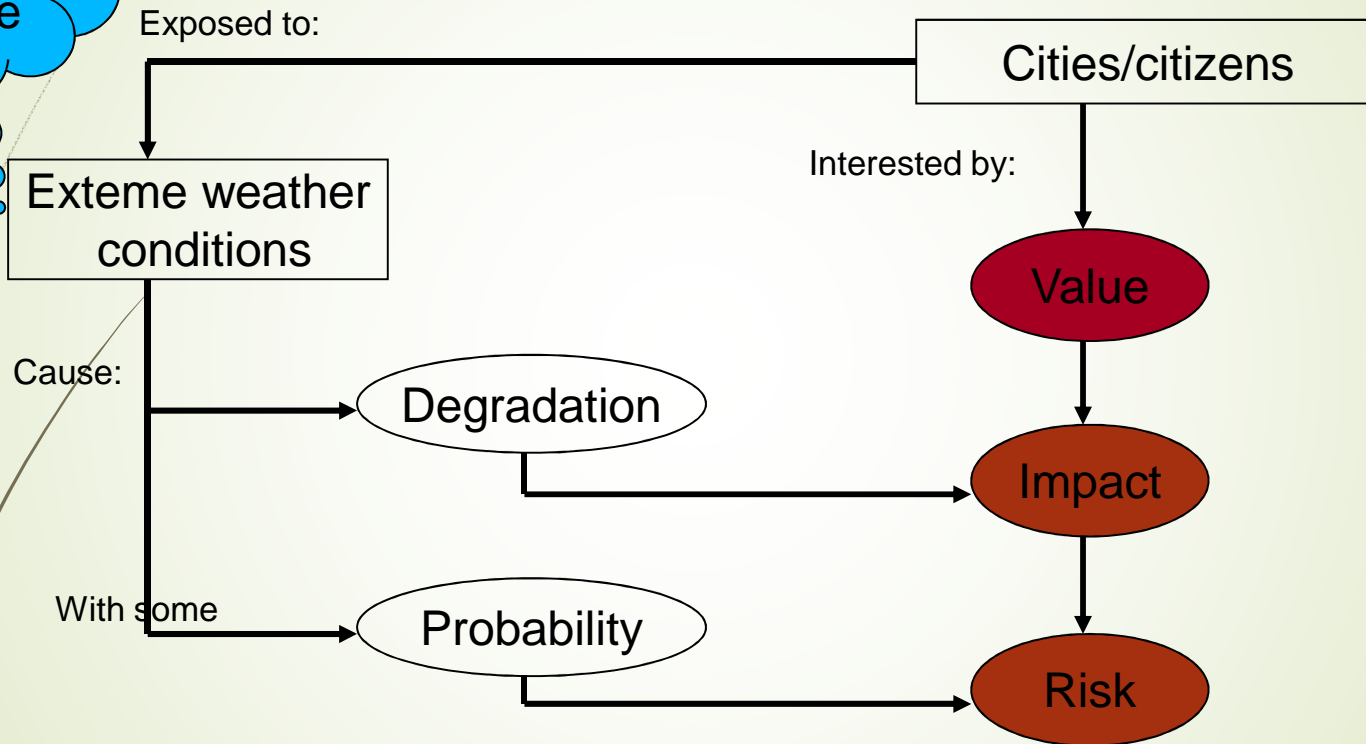 Exposed to:
Cities/citizens
Interested by:
Exteme weather
conditions
Value
Cause:
Degradation
Impact
With some
Probability
Risk